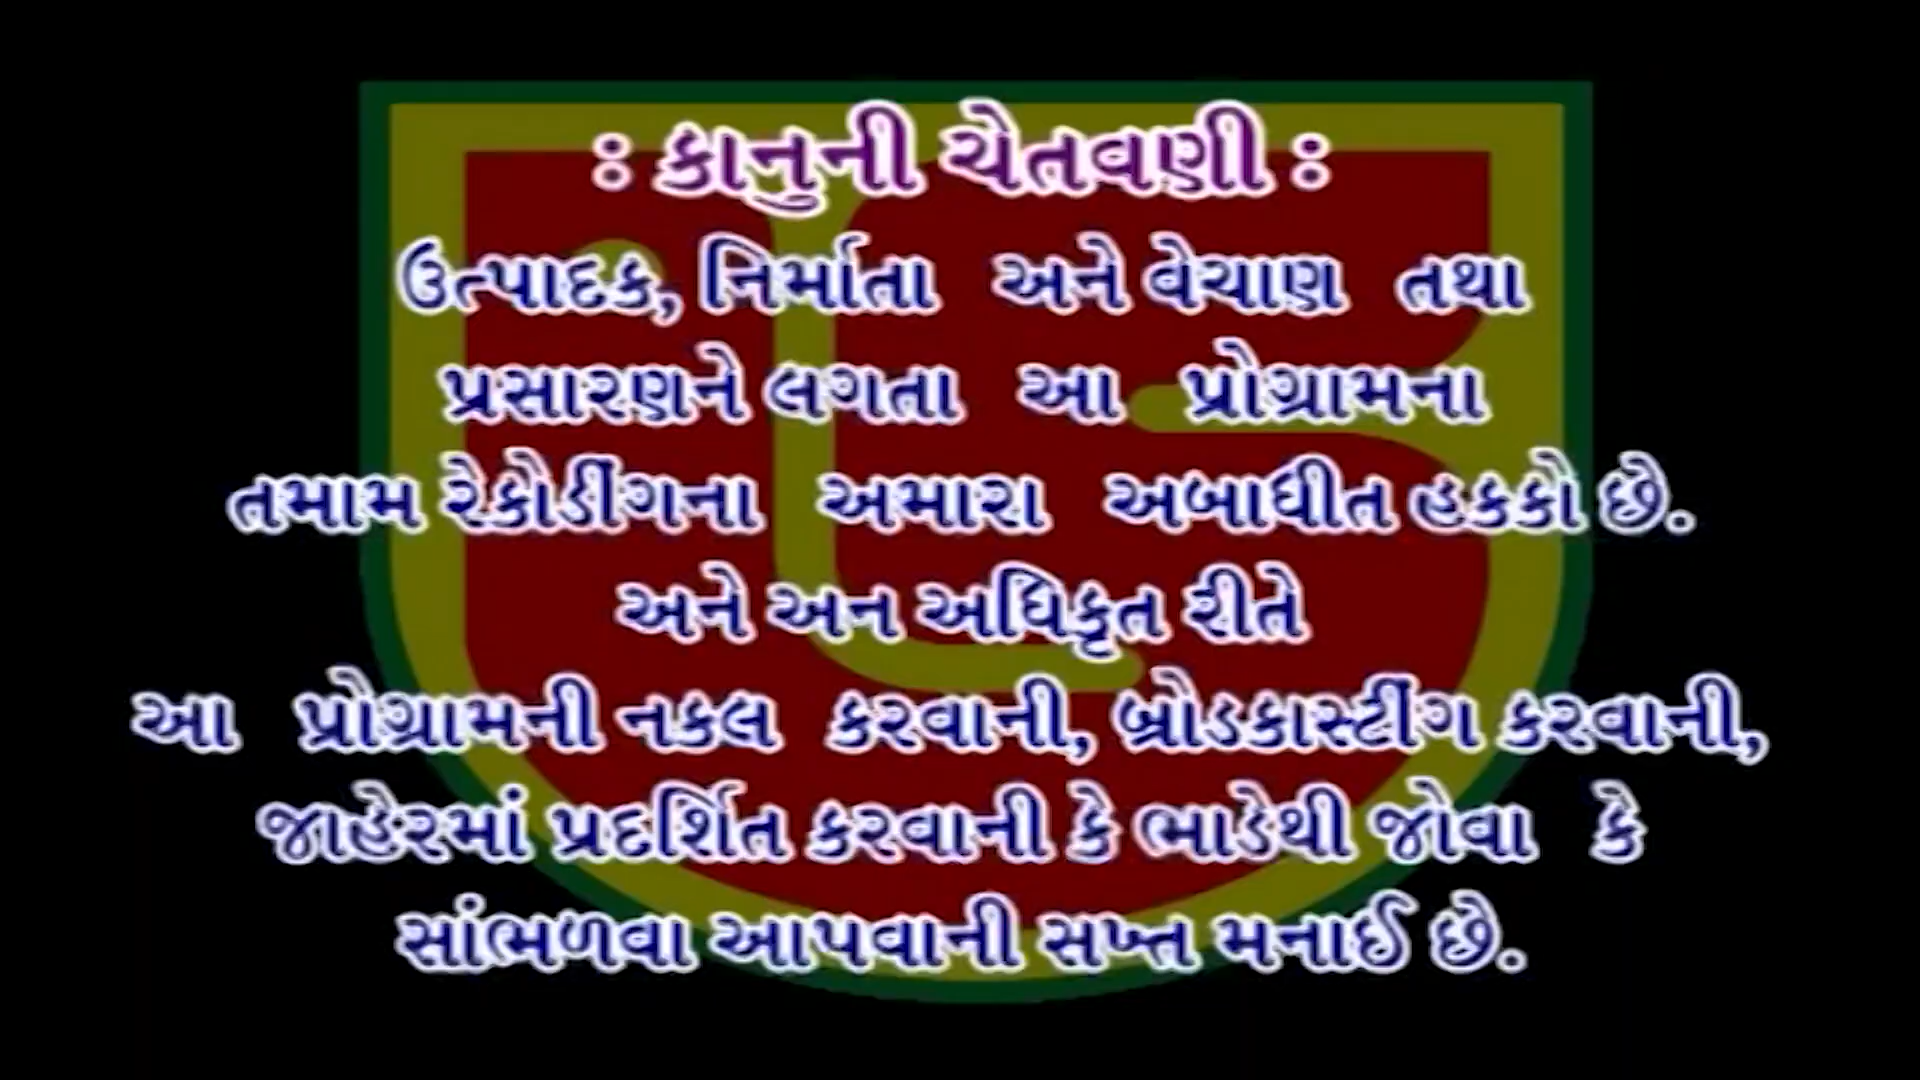 : કાનુની ચેતવણી :
ઉત્પાદક, નિર્માતા અને વેચાણ તથા
પ્રસારણને લગતા આ પ્રોગ્રામના
તમામ રેકોર્ડીંગના અમારા અબાધીત હકકો છે.
અને અન અધિકૃત રીતે
આ પ્રોગ્રામની નકલ કરવાની, બ્રોડકાસ્ટીંગ કરવાની,
જાહેરમાં પ્રદર્શિત કરવાની કે ભાડેથી જોવા કે
સાંભળવા આપવાની સખ્ત મનાઈ છે.